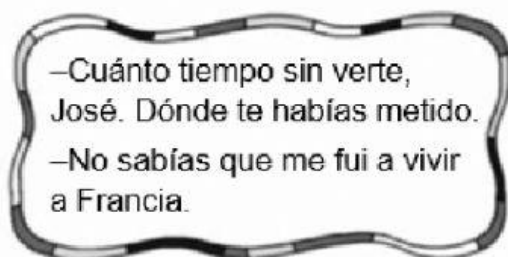 –Cuánto tiempo sin verte,
José. Dónde te habías metido.
–No sabías que me fui a vivir
a Francia.